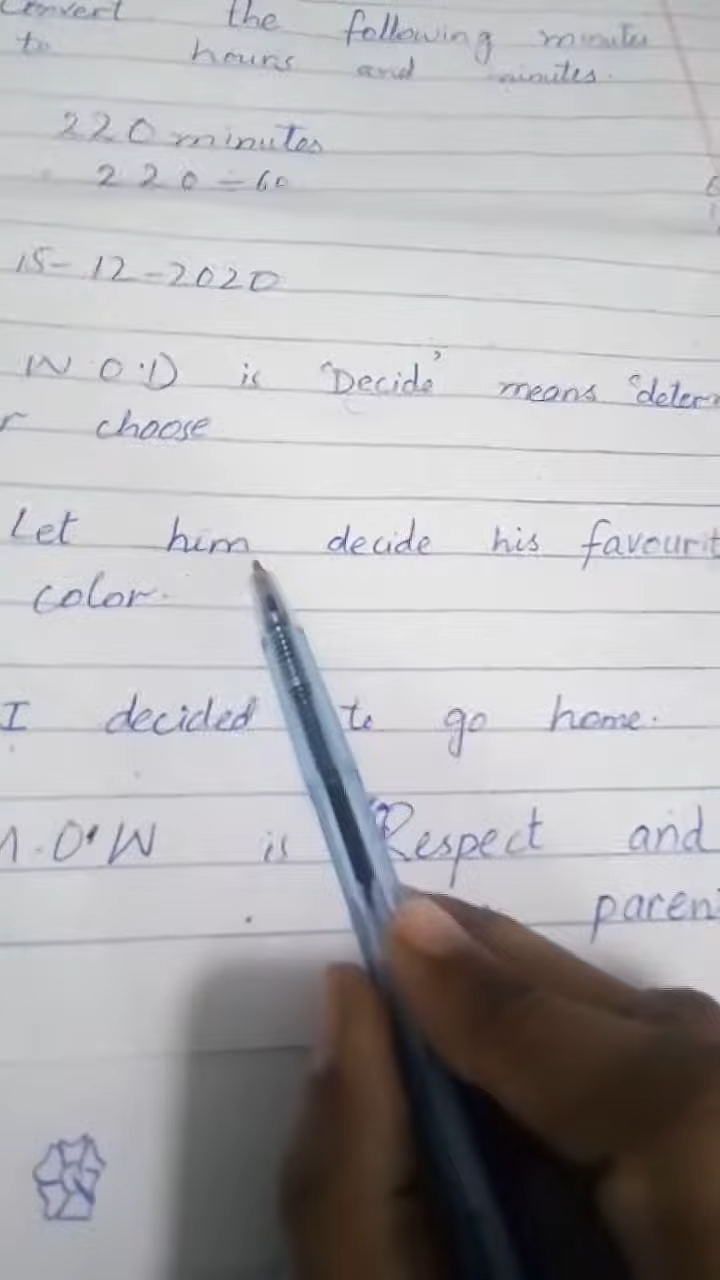 Convert the following minutes
to hours and minutes.
220 minutes
220 ÷ 60
15-12-2020
W.O.D is "Decide" means "deter
r choose
Let him decide his favourit
color.
I decided to go home.
M.O.W is "Respect and
paren